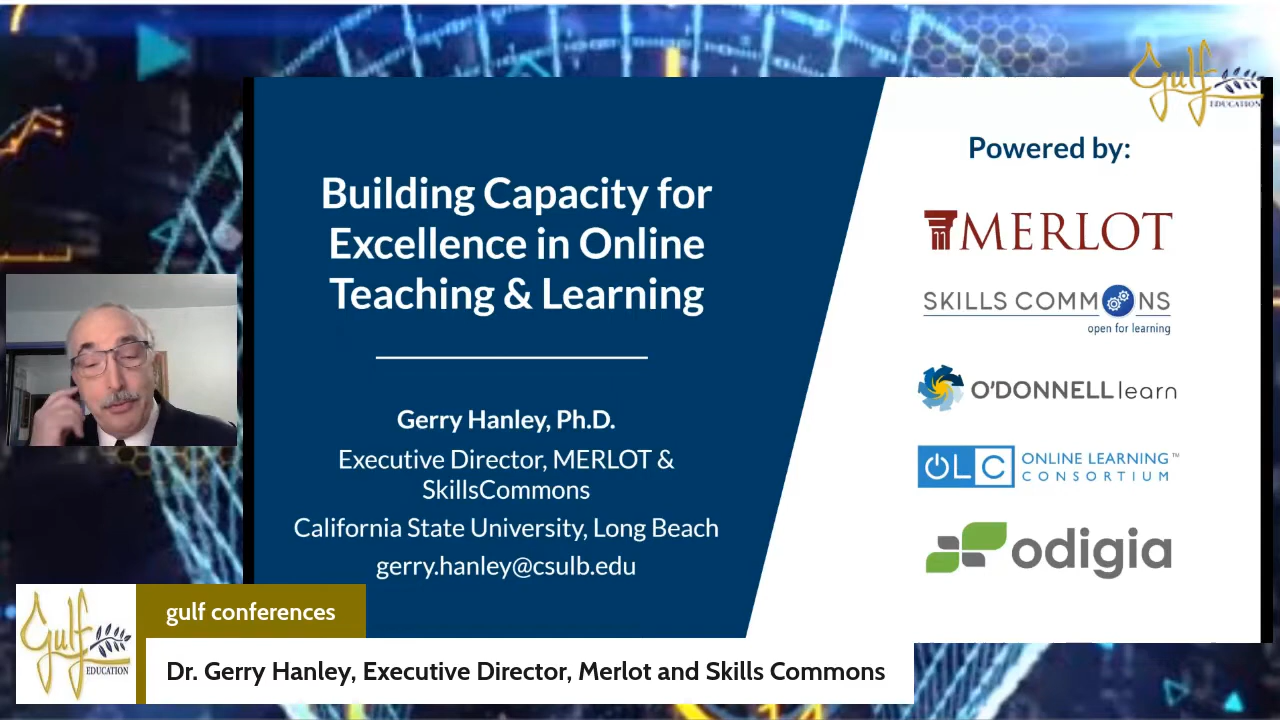 Gulf
EDUCATION
Building Capacity for
Excellence in Online
Teaching & Learning
Gerry Hanley, Ph.D.
Executive Director, MERLOT &
SkillsCommons
California State University, Long Beach
gerry.hanley@csulb.edu
Powered by:
MERLOT
SKILLS COMMONS
open for learning
O'DONNELL learn
OLC ONLINE LEARNING™
CONSORTIUM
odigia
Gulf
EDUCATION
gulf conferences
Dr. Gerry Hanley, Executive Director, Merlot and Skills Commons